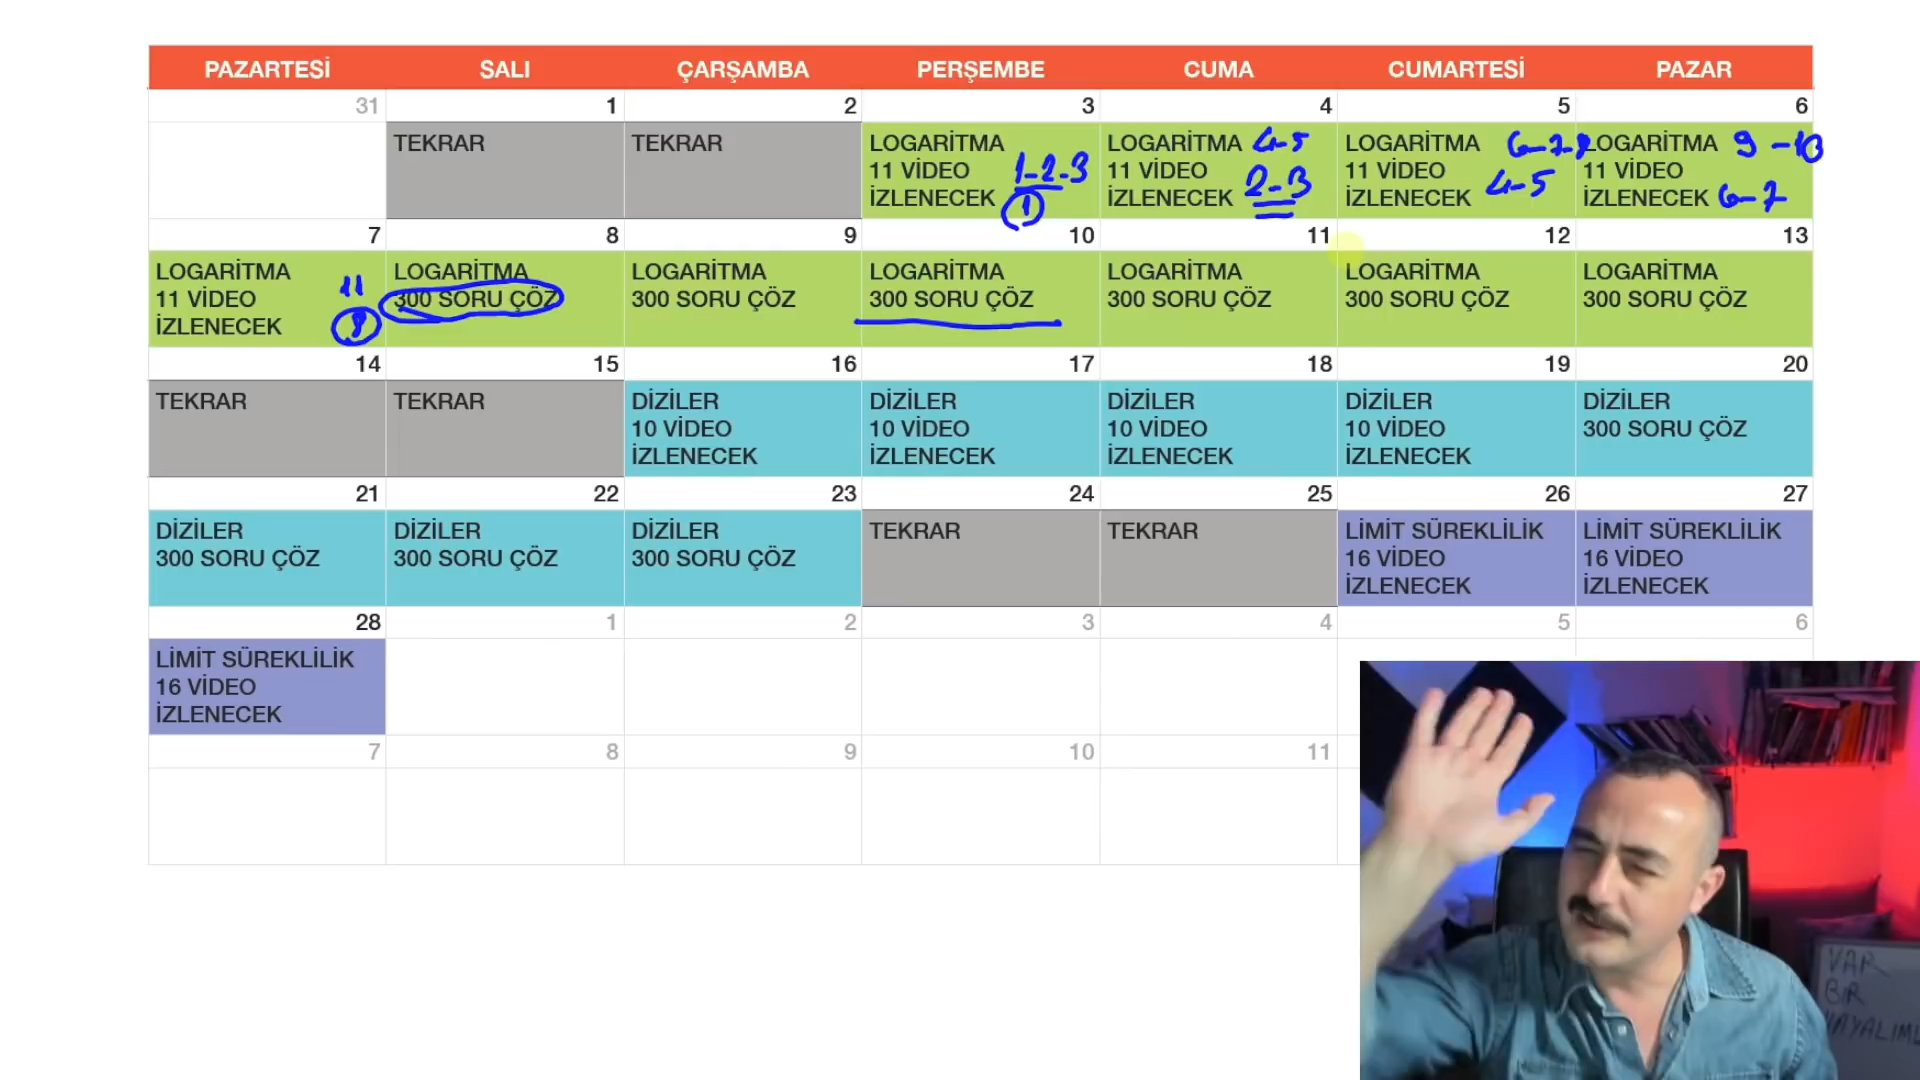 PAZARTESİ SALI ÇARŞAMBA PERŞEMBE CUMA CUMARTESİ PAZAR
31 1 2 3 4 5 6
TEKRAR TEKRAR LOGARİTMA LOGARİTMA 4-5 LOGARİTMA 6-7-8 LOGARİTMA 9-10
11 VİDEO 1-2-3 11 VİDEO 2-3 11 VİDEO 4-5 11 VİDEO
İZLENECEK 1 İZLENECEK İZLENECEK İZLENECEK 6-7
7 8 9 10 11 12 13
LOGARİTMA 11 LOGARİTMA LOGARİTMA LOGARİTMA LOGARİTMA LOGARİTMA LOGARİTMA
11 VİDEO 300 SORU ÇÖZ 300 SORU ÇÖZ 300 SORU ÇÖZ 300 SORU ÇÖZ 300 SORU ÇÖZ 300 SORU ÇÖZ
İZLENECEK 8
14 15 16 17 18 19 20
TEKRAR TEKRAR DİZİLER DİZİLER DİZİLER DİZİLER DİZİLER
10 VİDEO 10 VİDEO 10 VİDEO 10 VİDEO 300 SORU ÇÖZ
İZLENECEK İZLENECEK İZLENECEK İZLENECEK
21 22 23 24 25 26 27
DİZİLER DİZİLER DİZİLER TEKRAR TEKRAR LİMİT SÜREKLİLİK LİMİT SÜREKLİLİK
300 SORU ÇÖZ 300 SORU ÇÖZ 300 SORU ÇÖZ 16 VİDEO 16 VİDEO
İZLENECEK İZLENECEK
28 1 2 3 4 5 6
LİMİT SÜREKLİLİK
16 VİDEO
İZLENECEK
7 8 9 10 11
VAR
BİR